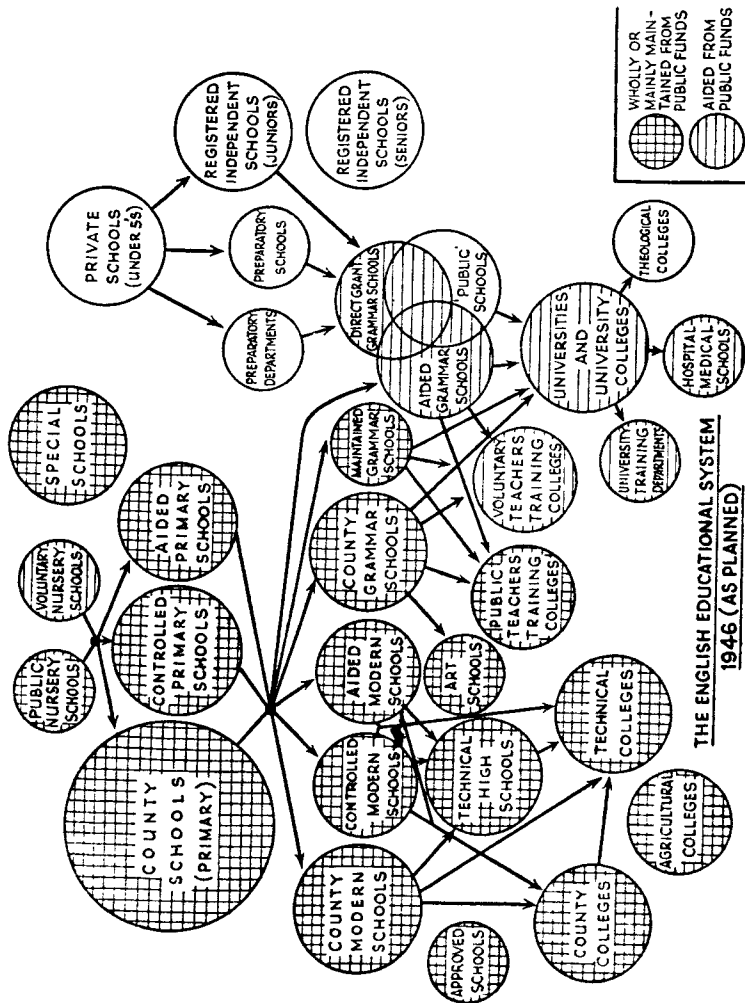 PRIVATE
SCHOOLS
(UNDER 5'S)
REGISTERED
INDEPENDENT
SCHOOLS
(JUNIORS)
REGISTERED
INDEPENDENT
SCHOOLS
(SENIORS)
PREPARATORY
SCHOOLS
PREPARATORY
DEPARTMENTS
SPECIAL
SCHOOLS
VOLUNTARY
NURSERY
SCHOOLS
PUBLIC
NURSERY
SCHOOLS
AIDED
PRIMARY
SCHOOLS
CONTROLLED
PRIMARY
SCHOOLS
COUNTY
SCHOOLS
(PRIMARY)
DIRECT GRANT
GRAMMAR SCHOOLS
'PUBLIC'
SCHOOLS
AIDED
GRAMMAR
SCHOOLS
MAINTAINED
GRAMMAR
SCHOOLS
COUNTY
GRAMMAR
SCHOOLS
AIDED
MODERN
SCHOOLS
CONTROLLED
MODERN
SCHOOLS
COUNTY
MODERN
SCHOOLS
APPROVED
SCHOOLS
ART
SCHOOLS
TECHNICAL
HIGH
SCHOOLS
PUBLIC
TEACHERS
TRAINING
COLLEGES
VOLUNTARY
TEACHERS
TRAINING
COLLEGES
UNIVERSITIES
AND
UNIVERSITY
COLLEGES
THEOLOGICAL
COLLEGES
HOSPITAL
MEDICAL
SCHOOLS
UNIVERSITY
TRAINING
DEPARTMENTS
TECHNICAL
COLLEGES
COUNTY
COLLEGES
AGRICULTURAL
COLLEGES
THE ENGLISH EDUCATIONAL SYSTEM
1946 (AS PLANNED)
WHOLLY OR
MAINLY MAIN-
TAINED FROM
PUBLIC FUNDS
AIDED FROM
PUBLIC FUNDS